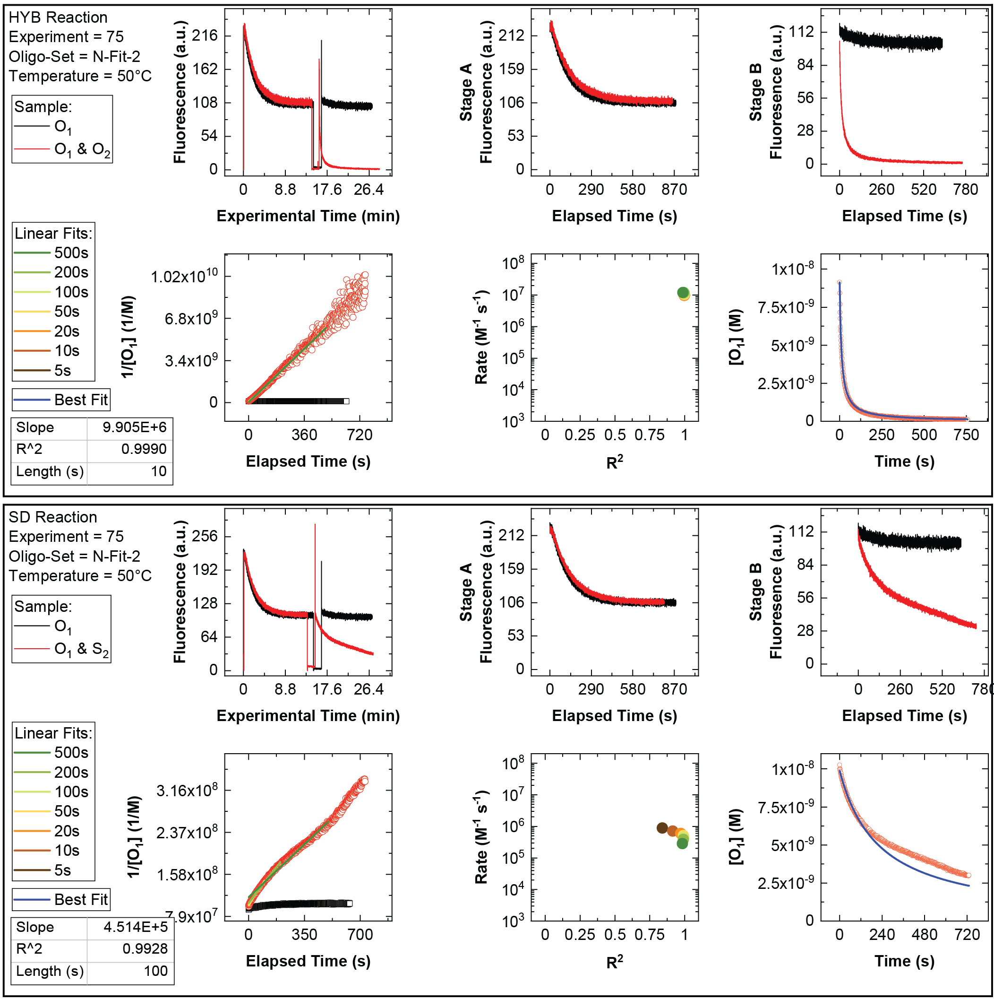 HYB Reaction
Experiment = 75
Oligo-Set = N-Fit-2
Temperature = 50°C
Sample:
O1
O1 & O2
Fluorescence (a.u.)
216
162
108
54
0
0 8.8 17.6 26.4
Experimental Time (min)
Stage A
Fluorescence (a.u.)
212
159
106
53
0
0 290 580 870
Elapsed Time (s)
Stage B
Fluoresence (a.u.)
112
84
56
28
0
0 260 520 780
Elapsed Time (s)
Linear Fits:
500s
200s
100s
50s
20s
10s
5s
Best Fit
Slope 9.905E+6
R^2 0.9990
Length (s) 10
1/[O1] (1/M)
1.02x10^10
6.8x10^9
3.4x10^9
0
0 360 720
Elapsed Time (s)
Rate (M^-1 s^-1)
10^8
10^7
10^6
10^5
10^4
10^3
0 0.25 0.5 0.75 1
R^2
[O1] (M)
1x10^-8
7.5x10^-9
5x10^-9
2.5x10^-9
0
0 250 500 750
Time (s)
SD Reaction
Experiment = 75
Oligo-Set = N-Fit-2
Temperature = 50°C
Sample:
O1
O1 & S2
Fluorescence (a.u.)
256
192
128
64
0
0 8.8 17.6 26.4
Experimental Time (min)
Stage A
Fluorescence (a.u.)
212
159
106
53
0
0 290 580 870
Elapsed Time (s)
Stage B
Fluoresence (a.u.)
112
84
56
28
0
0 260 520 780
Elapsed Time (s)
Linear Fits:
500s
200s
100s
50s
20s
10s
5s
Best Fit
Slope 4.514E+5
R^2 0.9928
Length (s) 100
1/[O1] (1/M)
3.16x10^8
2.37x10^8
1.58x10^8
7.9x10^7
0 350 700
Elapsed Time (s)
Rate (M^-1 s^-1)
10^8
10^7
10^6
10^5
10^4
10^3
0 0.25 0.5 0.75 1
R^2
[O1] (M)
1x10^-8
7.5x10^-9
5x10^-9
2.5x10^-9
0
0 240 480 720
Time (s)